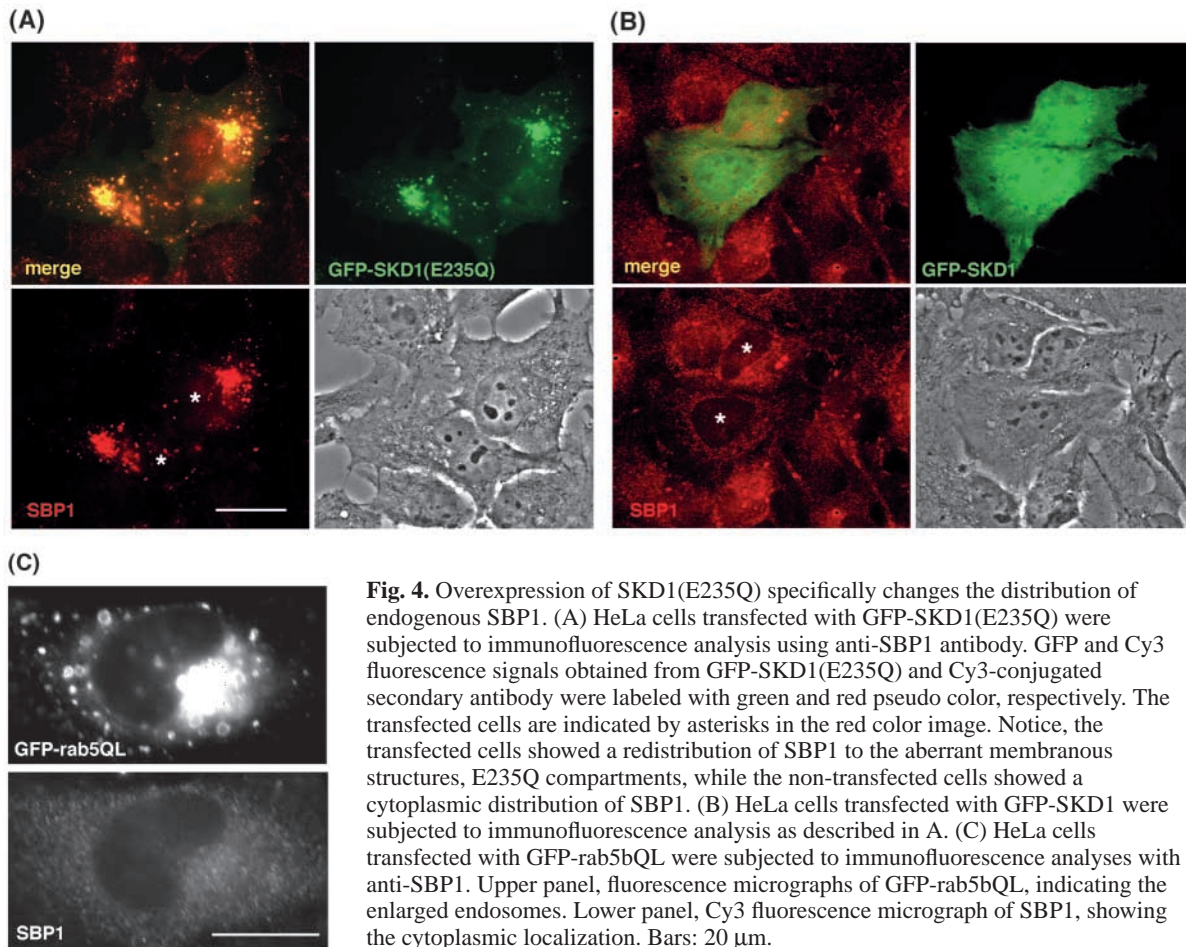 (A)
(B)
merge
GFP-SKD1(E235Q)
merge
GFP-SKD1
*
*
SBP1
*
*
SBP1
(C)
GFP-rab5QL
SBP1
Fig. 4. Overexpression of SKD1(E235Q) specifically changes the distribution of
endogenous SBP1. (A) HeLa cells transfected with GFP-SKD1(E235Q) were
subjected to immunofluorescence analysis using anti-SBP1 antibody. GFP and Cy3
fluorescence signals obtained from GFP-SKD1(E235Q) and Cy3-conjugated
secondary antibody were labeled with green and red pseudo color, respectively. The
transfected cells are indicated by asterisks in the red color image. Notice, the
transfected cells showed a redistribution of SBP1 to the aberrant membranous
structures, E235Q compartments, while the non-transfected cells showed a
cytoplasmic distribution of SBP1. (B) HeLa cells transfected with GFP-SKD1 were
subjected to immunofluorescence analysis as described in A. (C) HeLa cells
transfected with GFP-rab5bQL were subjected to immunofluorescence analyses with
anti-SBP1. Upper panel, fluorescence micrographs of GFP-rab5bQL, indicating the
enlarged endosomes. Lower panel, Cy3 fluorescence micrograph of SBP1, showing
the cytoplasmic localization. Bars: 20 μm.